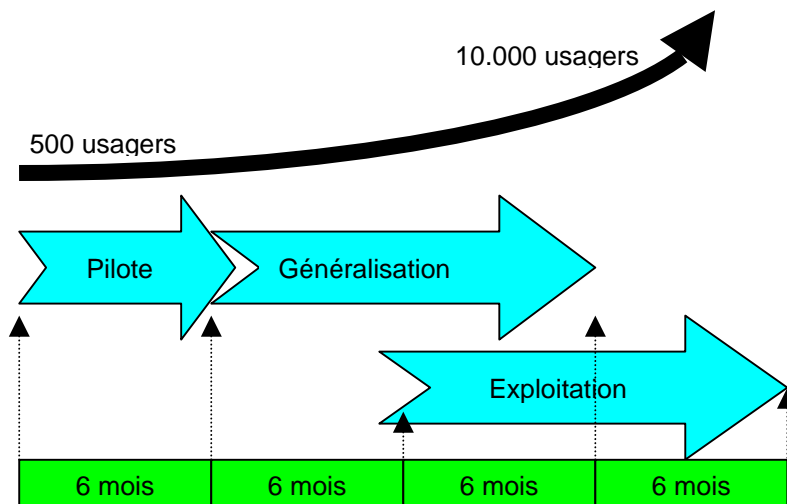 10.000 usagers
500 usagers
Pilote
Généralisation
Exploitation
6 mois
6 mois
6 mois
6 mois